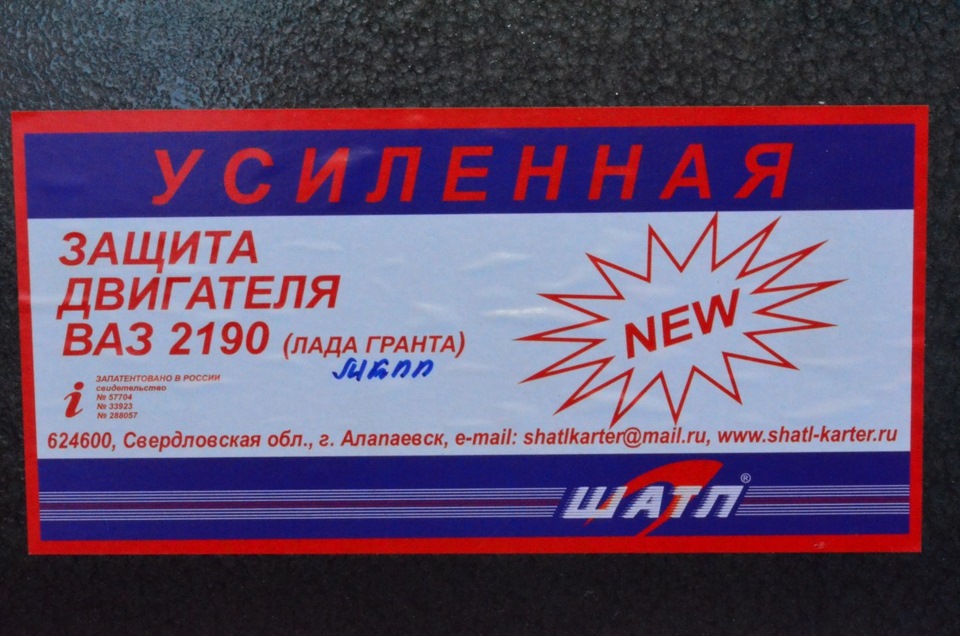 УСИЛЕННАЯ
ЗАЩИТА
ДВИГАТЕЛЯ
ВАЗ 2190 (ЛАДА ГРАНТА)
NEW
i
ЗАПАТЕНТОВАНО В РОССИИ
свидетельство
№ 57704
№ 33923
№ 288057
624600, Свердловская обл., г. Алапаевск, e-mail: shatlkarter@mail.ru, www.shatl-karter.ru
ШАТЛ®